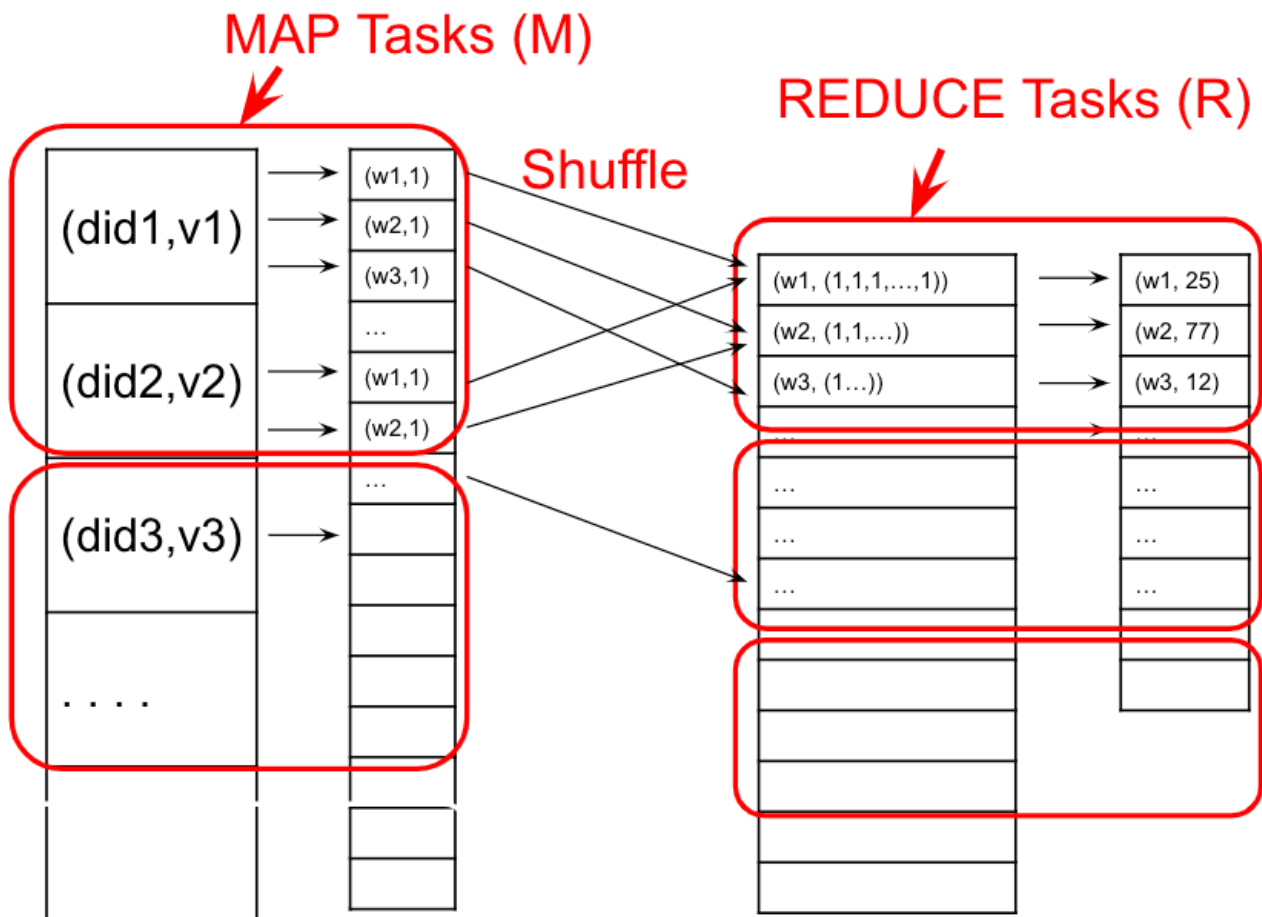 MAP Tasks (M)
REDUCE Tasks (R)
Shuffle
(did1,v1)
(did2,v2)
(did3,v3)
. . . .
(w1,1)
(w2,1)
(w3,1)
...
(w1,1)
(w2,1)
...
(w1, (1,1,1,...,1))
(w2, (1,1,...))
(w3, (1...))
...
...
...
...
(w1, 25)
(w2, 77)
(w3, 12)
...
...
...
...